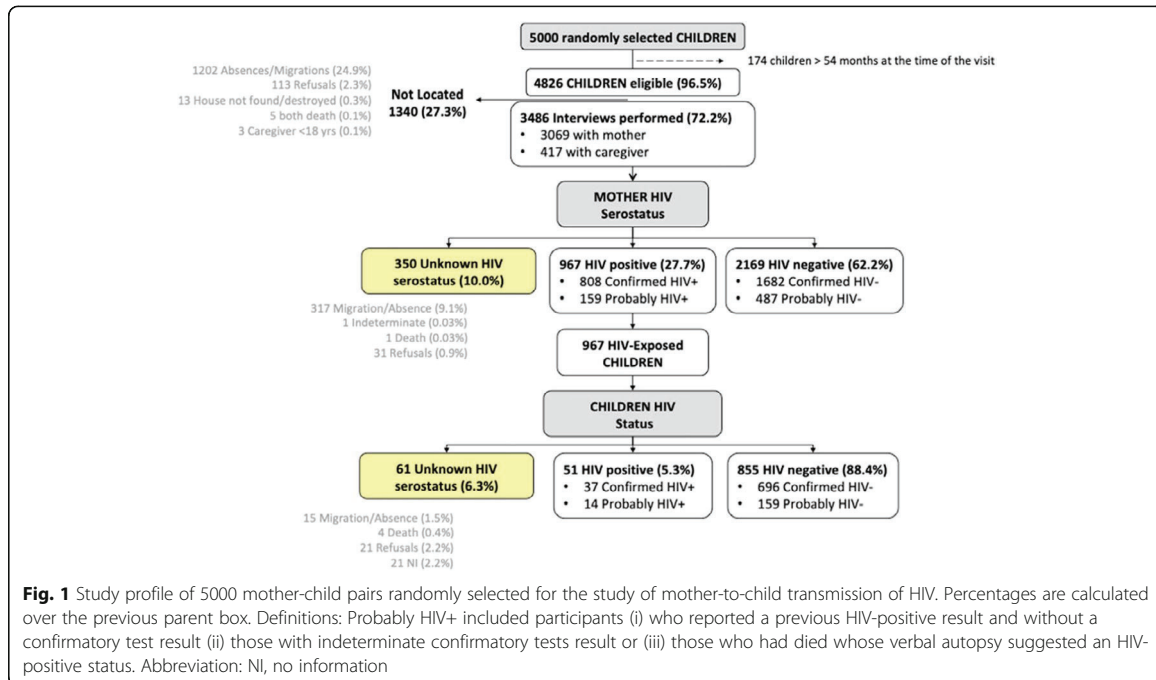 5000 randomly selected CHILDREN
174 children > 54 months at the time of the visit
4826 CHILDREN eligible (96.5%)
1202 Absences/Migrations (24.9%)
113 Refusals (2.3%)
13 House not found/destroyed (0.3%)
5 both death (0.1%)
3 Caregiver <18 yrs (0.1%)
Not Located
1340 (27.3%)
3486 Interviews performed (72.2%)
• 3069 with mother
• 417 with caregiver
MOTHER HIV
Serostatus
350 Unknown HIV
serostatus (10.0%)
967 HIV positive (27.7%)
• 808 Confirmed HIV+
• 159 Probably HIV+
2169 HIV negative (62.2%)
• 1682 Confirmed HIV-
• 487 Probably HIV-
317 Migration/Absence (9.1%)
1 Indeterminate (0.03%)
1 Death (0.03%)
31 Refusals (0.9%)
967 HIV-Exposed
CHILDREN
CHILDREN HIV
Status
61 Unknown HIV
serostatus (6.3%)
51 HIV positive (5.3%)
• 37 Confirmed HIV+
• 14 Probably HIV+
855 HIV negative (88.4%)
• 696 Confirmed HIV-
• 159 Probably HIV-
15 Migration/Absence (1.5%)
4 Death (0.4%)
21 Refusals (2.2%)
21 NI (2.2%)
Fig. 1 Study profile of 5000 mother-child pairs randomly selected for the study of mother-to-child transmission of HIV. Percentages are calculated
over the previous parent box. Definitions: Probably HIV+ included participants (i) who reported a previous HIV-positive result and without a
confirmatory test result (ii) those with indeterminate confirmatory tests result or (iii) those who had died whose verbal autopsy suggested an HIV-
positive status. Abbreviation: NI, no information